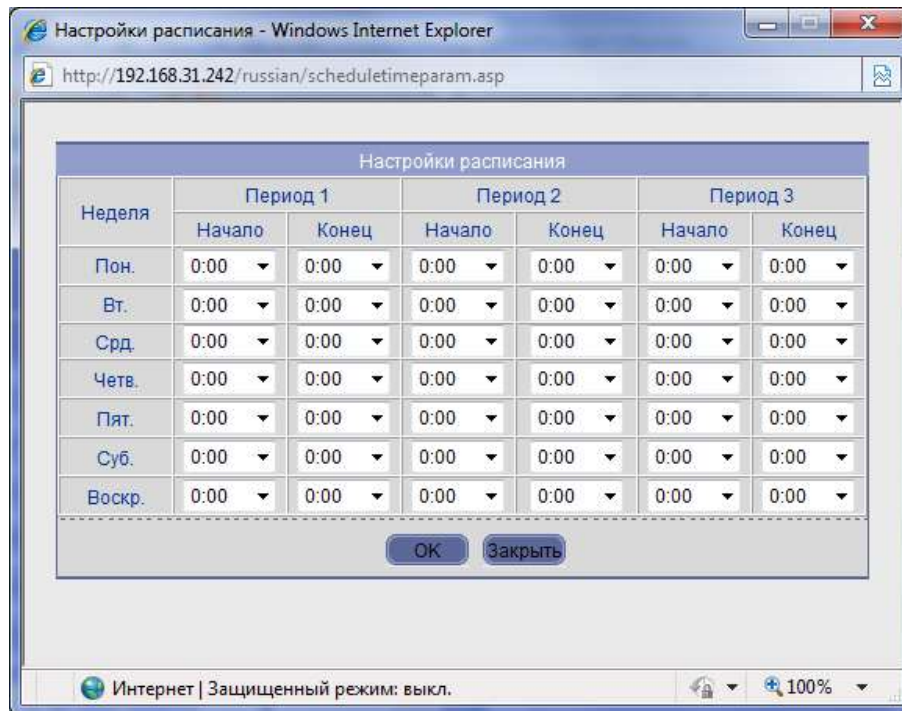 Настройки расписания - Windows Internet Explorer
http://192.168.31.242/russian/scheduletimeparam.asp
Настройки расписания
Неделя Период 1 Период 2 Период 3
Начало Конец Начало Конец Начало Конец
Пон. 0:00 0:00 0:00 0:00 0:00 0:00
Вт. 0:00 0:00 0:00 0:00 0:00 0:00
Срд. 0:00 0:00 0:00 0:00 0:00 0:00
Четв. 0:00 0:00 0:00 0:00 0:00 0:00
Пят. 0:00 0:00 0:00 0:00 0:00 0:00
Суб. 0:00 0:00 0:00 0:00 0:00 0:00
Воскр. 0:00 0:00 0:00 0:00 0:00 0:00
OK Закрыть
Интернет | Защищенный режим: выкл. 100%